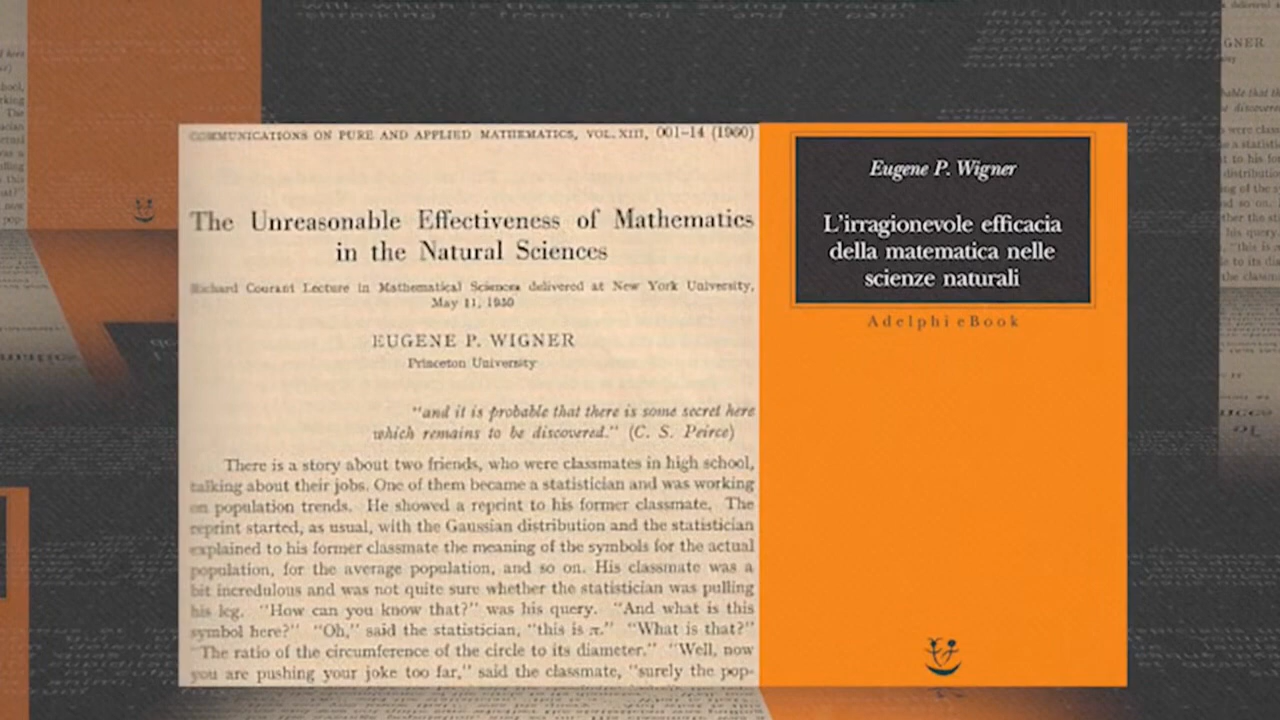 COMMUNICATIONS ON PURE AND APPLIED MATHEMATICS, VOL. XIII, 001–14 (1960)
The Unreasonable Effectiveness of Mathematics
in the Natural Sciences
Richard Courant Lecture in Mathematical Sciences delivered at New York University,
May 11, 1959
EUGENE P. WIGNER
Princeton University
"and it is probable that there is some secret here
which remains to be discovered." (C. S. Peirce)
There is a story about two friends, who were classmates in high school,
talking about their jobs. One of them became a statistician and was working
on population trends. He showed a reprint to his former classmate. The
reprint started, as usual, with the Gaussian distribution and the statistician
explained to his former classmate the meaning of the symbols for the actual
population, for the average population, and so on. His classmate was a
bit incredulous and was not quite sure whether the statistician was pulling
his leg. "How can you know that?" was his query. "And what is this
symbol here?" "Oh," said the statistician, "this is π." "What is that?"
"The ratio of the circumference of the circle to its diameter." "Well, now
you are pushing your joke too far," said the classmate, "surely the pop-
Eugene P. Wigner
L'irragionevole efficacia
della matematica nelle
scienze naturali
Adelphi eBook